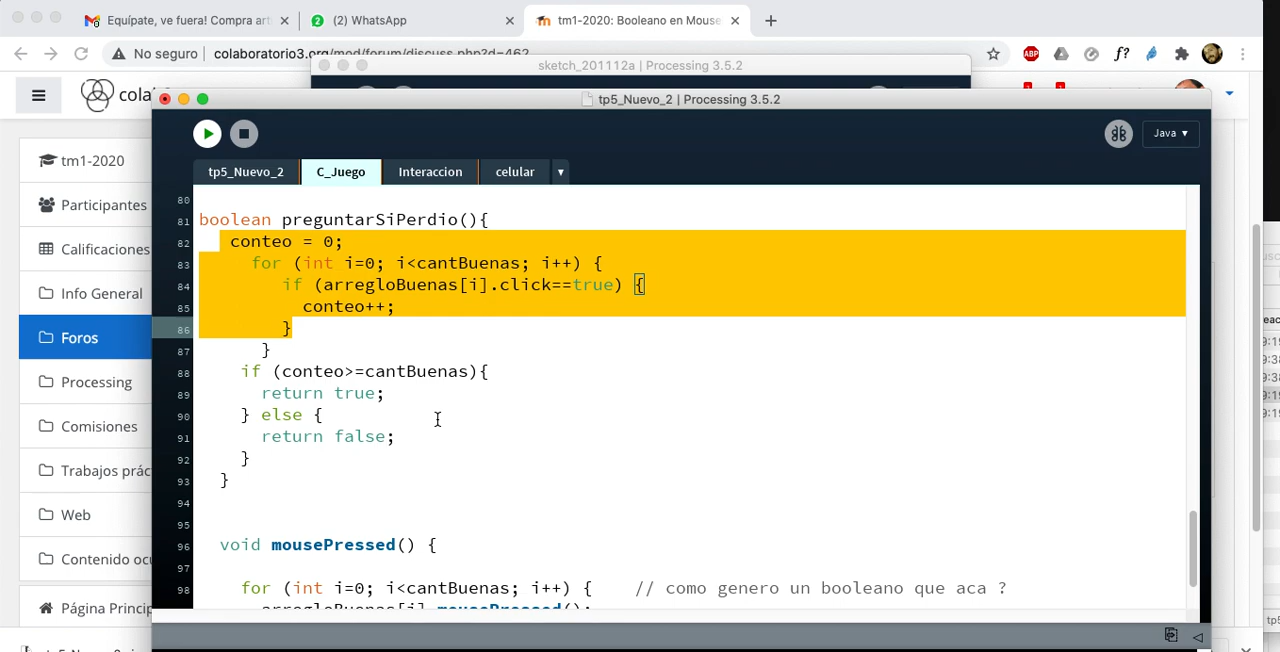 Equípate, ve fuera! Compra art
(2) WhatsApp
tm1-2020: Booleano en Mouse
No seguro
colaboratorio3.org/mod/forum/discuss.php?d=462
ABP
f?
sketch_201112a | Processing 3.5.2
tp5_Nuevo_2 | Processing 3.5.2
Java ▾
tp5_Nuevo_2
C_Juego
Interaccion
celular
tm1-2020
Participantes
Calificaciones
Info General
Foros
Processing
Comisiones
Trabajos prác
Web
Contenido ocu
Página Princip
80
81 boolean preguntarSiPerdio(){
82 conteo = 0;
83 for (int i=0; i<cantBuenas; i++) {
84 if (arregloBuenas[i].click==true) {
85 conteo++;
86 }
87 }
88 if (conteo>=cantBuenas){
89 return true;
90 } else {
91 return false;
92 }
93 }
94
95
96 void mousePressed() {
97
98 for (int i=0; i<cantBuenas; i++) { // como genero un booleano que aca ?
arregloBuenas[i].mousePressed();